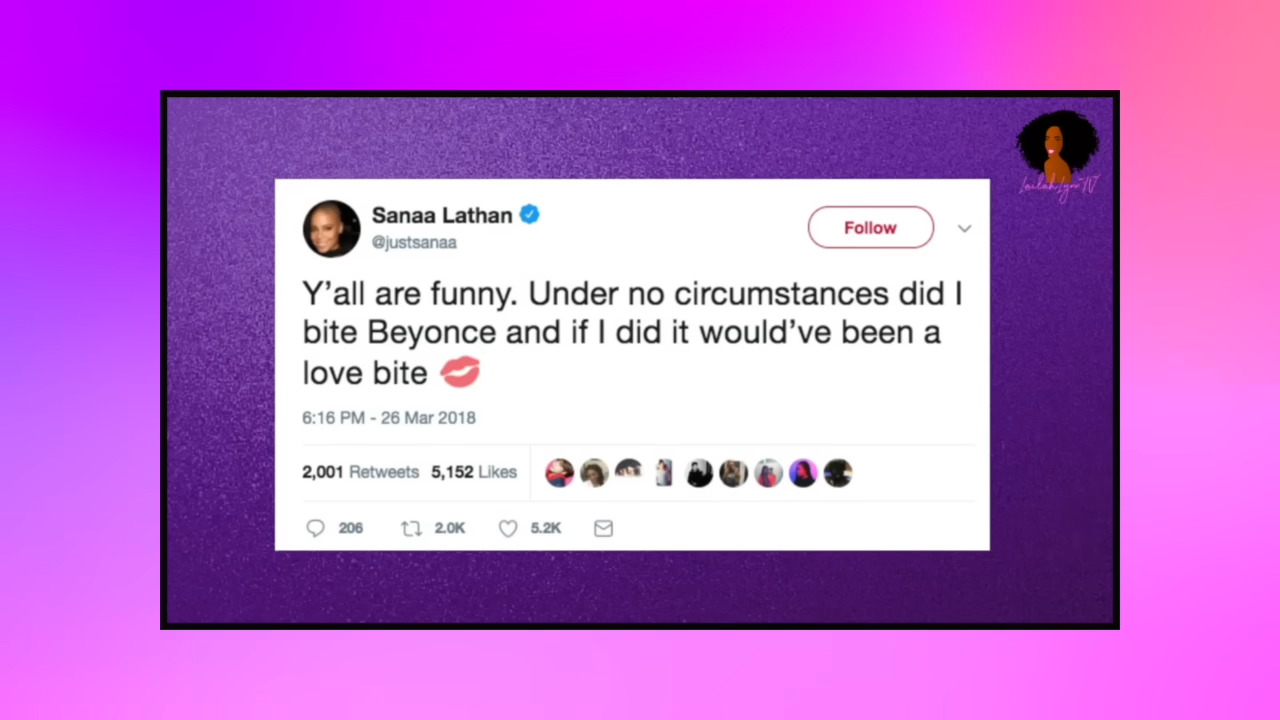 LailahLynTV
Sanaa Lathan
@justsanaa
Follow
Y’all are funny. Under no circumstances did I
bite Beyonce and if I did it would’ve been a
love bite 💋
6:16 PM - 26 Mar 2018
2,001 Retweets 5,152 Likes
206 2.0K 5.2K